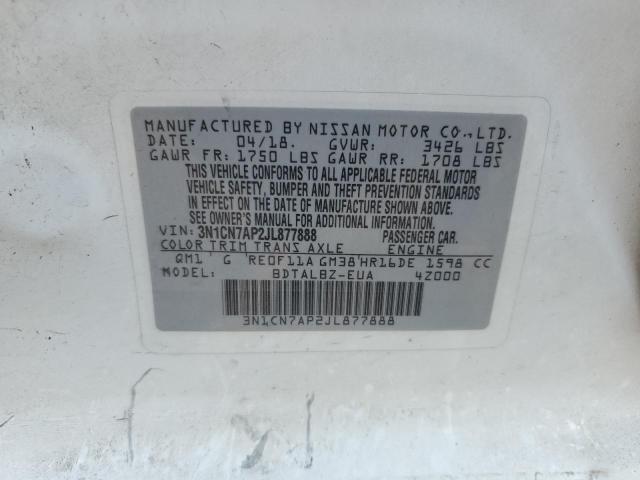 MANUFACTURED BY NISSAN MOTOR CO.,LTD.
DATE: 04/18. GVWR: 3426 LBS
GAWR FR: 1750 LBS GAWR RR: 1708 LBS
THIS VEHICLE CONFORMS TO ALL APPLICABLE FEDERAL MOTOR
VEHICLE SAFETY, BUMPER AND THEFT PREVENTION STANDARDS
IN EFFECT ON THE DATE OF MANUFACTURE SHOWN ABOVE.
SEE OWNER'S MANUAL FOR ADDITIONAL INFORMATION.
VIN: 3N1CN7AP2JL877888 PASSENGER CAR.
COLOR TRIM TRANS AXLE ENGINE
QM1 G RE0F11A GM38 HR16DE 1598 CC
MODEL: BDTALBZ-EUA 4Z000
3N1CN7AP2JL877888